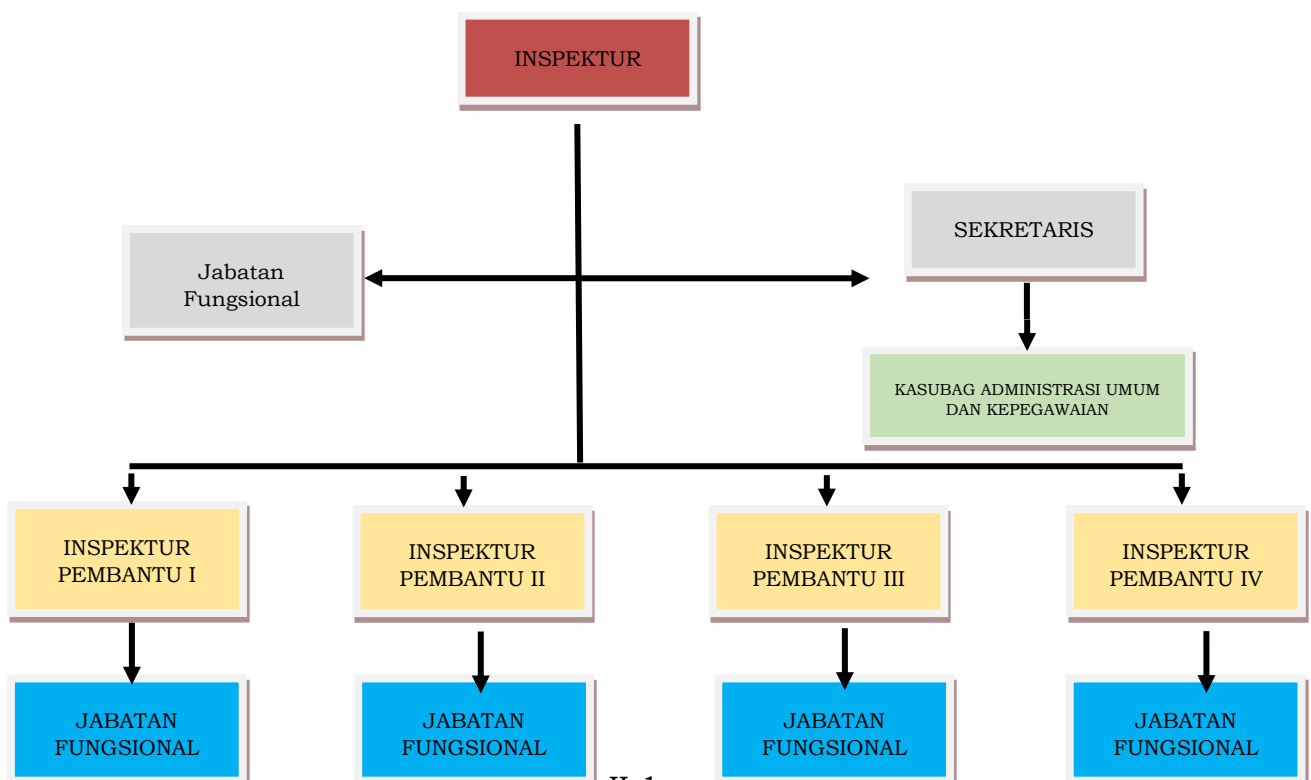 INSPEKTUR
SEKRETARIS
Jabatan
Fungsional
KASUBAG ADMINISTRASI UMUM
DAN KEPEGAWAIAN
INSPEKTUR
PEMBANTU I
INSPEKTUR
PEMBANTU II
INSPEKTUR
PEMBANTU III
INSPEKTUR
PEMBANTU IV
JABATAN
FUNGSIONAL
JABATAN
FUNGSIONAL
JABATAN
FUNGSIONAL
JABATAN
FUNGSIONAL